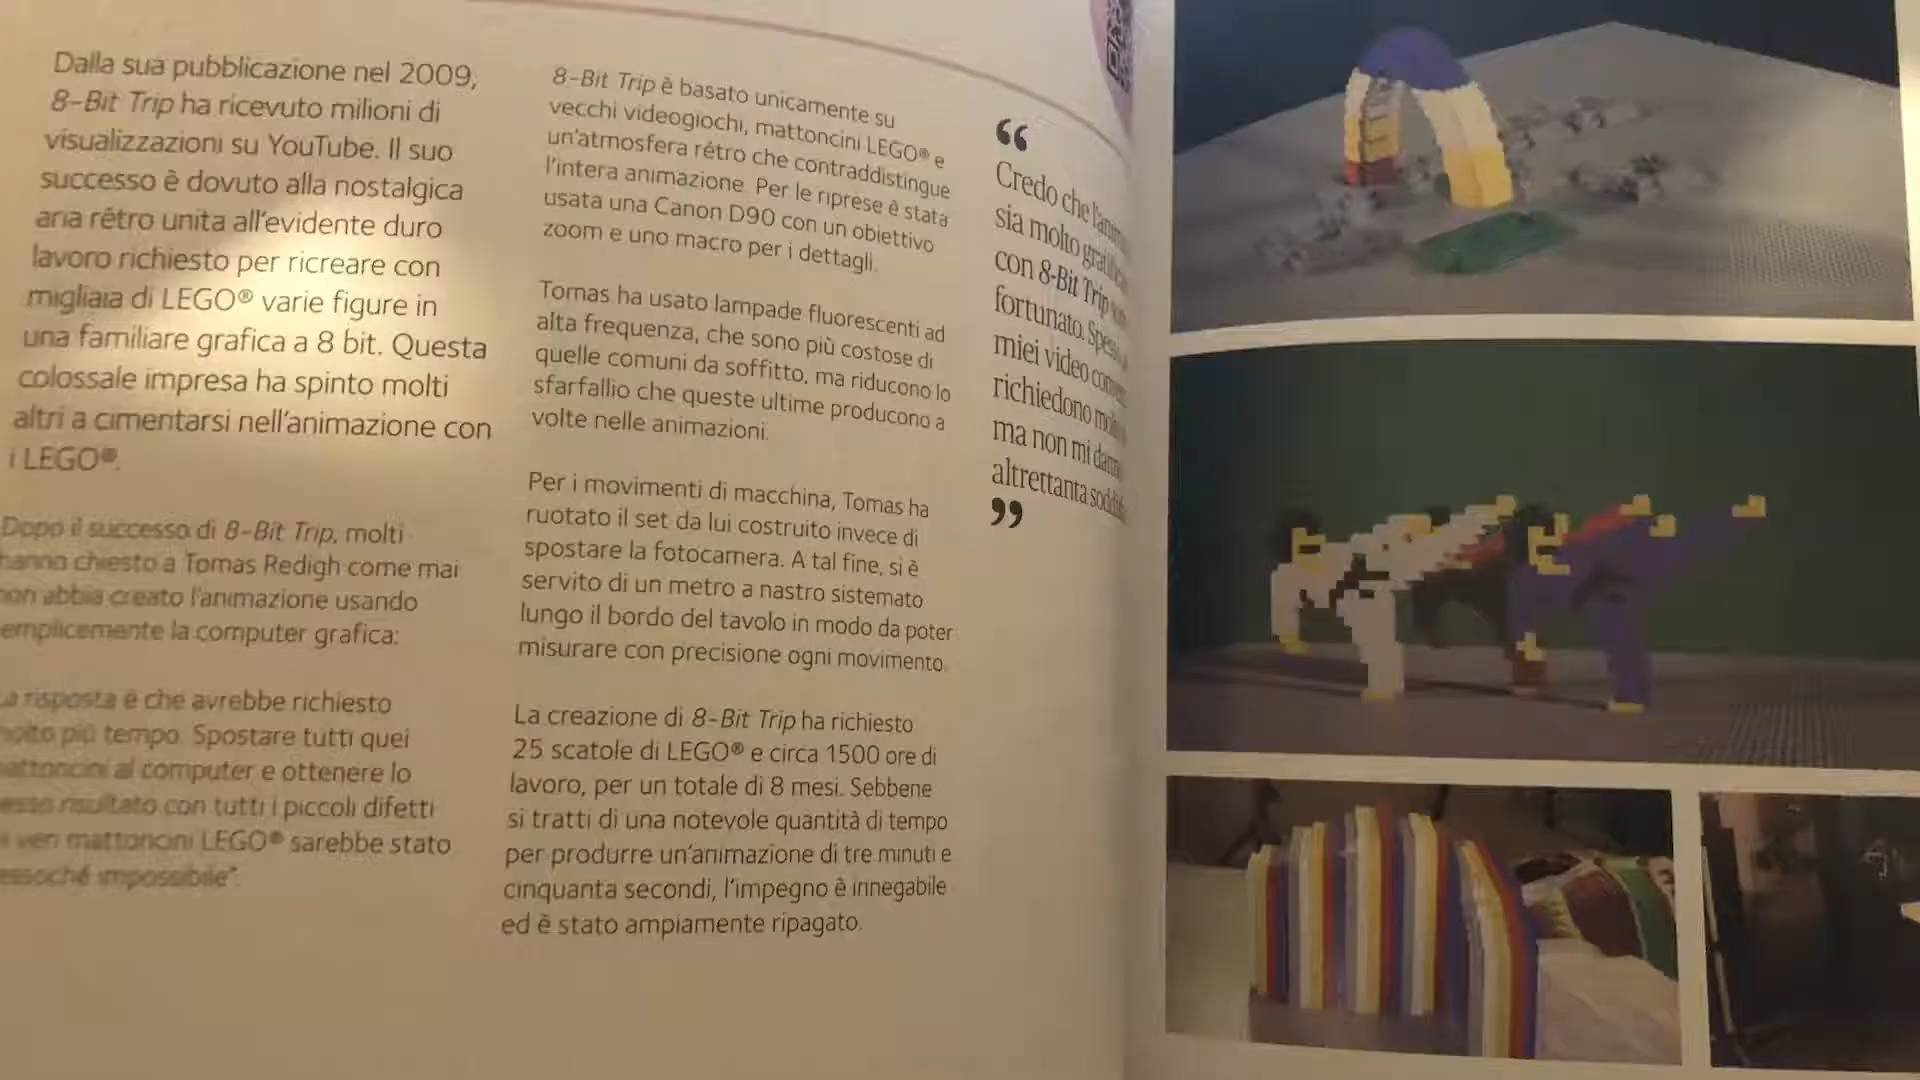 Dalla sua pubblicazione nel 2009,
8-Bit Trip ha ricevuto milioni di
visualizzazioni su YouTube. Il suo
successo è dovuto alla nostalgica
aria rétro unita all'evidente duro
lavoro richiesto per ricreare con
migliaia di LEGO® varie figure in
una familiare grafica a 8 bit. Questa
colossale impresa ha spinto molti
altri a cimentarsi nell'animazione con
i LEGO®.
Dopo il successo di 8-Bit Trip, molti
hanno chiesto a Tomas Redigh come mai
non abbia creato l'animazione usando
emplicemente la computer grafica:
a risposta è che avrebbe richiesto
molto più tempo. Spostare tutti quei
attoncini al computer e ottenere lo
esso risultato con tutti i piccoli difetti
veri mattoncini LEGO® sarebbe stato
essoché impossibile".
8-Bit Trip è basato unicamente su
vecchi videogiochi, mattoncini LEGO® e
un'atmosfera rétro che contraddistingue
l'intera animazione. Per le riprese è stata
usata una Canon D90 con un obiettivo
zoom e uno macro per i dettagli.
Tomas ha usato lampade fluorescenti ad
alta frequenza, che sono più costose di
quelle comuni da soffitto, ma riducono lo
sfarfallio che queste ultime producono a
volte nelle animazioni.
Per i movimenti di macchina, Tomas ha
ruotato il set da lui costruito invece di
spostare la fotocamera. A tal fine, si è
servito di un metro a nastro sistemato
lungo il bordo del tavolo in modo da poter
misurare con precisione ogni movimento.
La creazione di 8-Bit Trip ha richiesto
25 scatole di LEGO® e circa 1500 ore di
lavoro, per un totale di 8 mesi. Sebbene
si tratti di una notevole quantità di tempo
per produrre un'animazione di tre minuti e
cinquanta secondi, l'impegno è innegabile
ed è stato ampiamente ripagato.
“
Credo che
sia molto
con 8-Bit Trip
fortunato.
miei video
richiedono
ma non mi
altrettanta
”